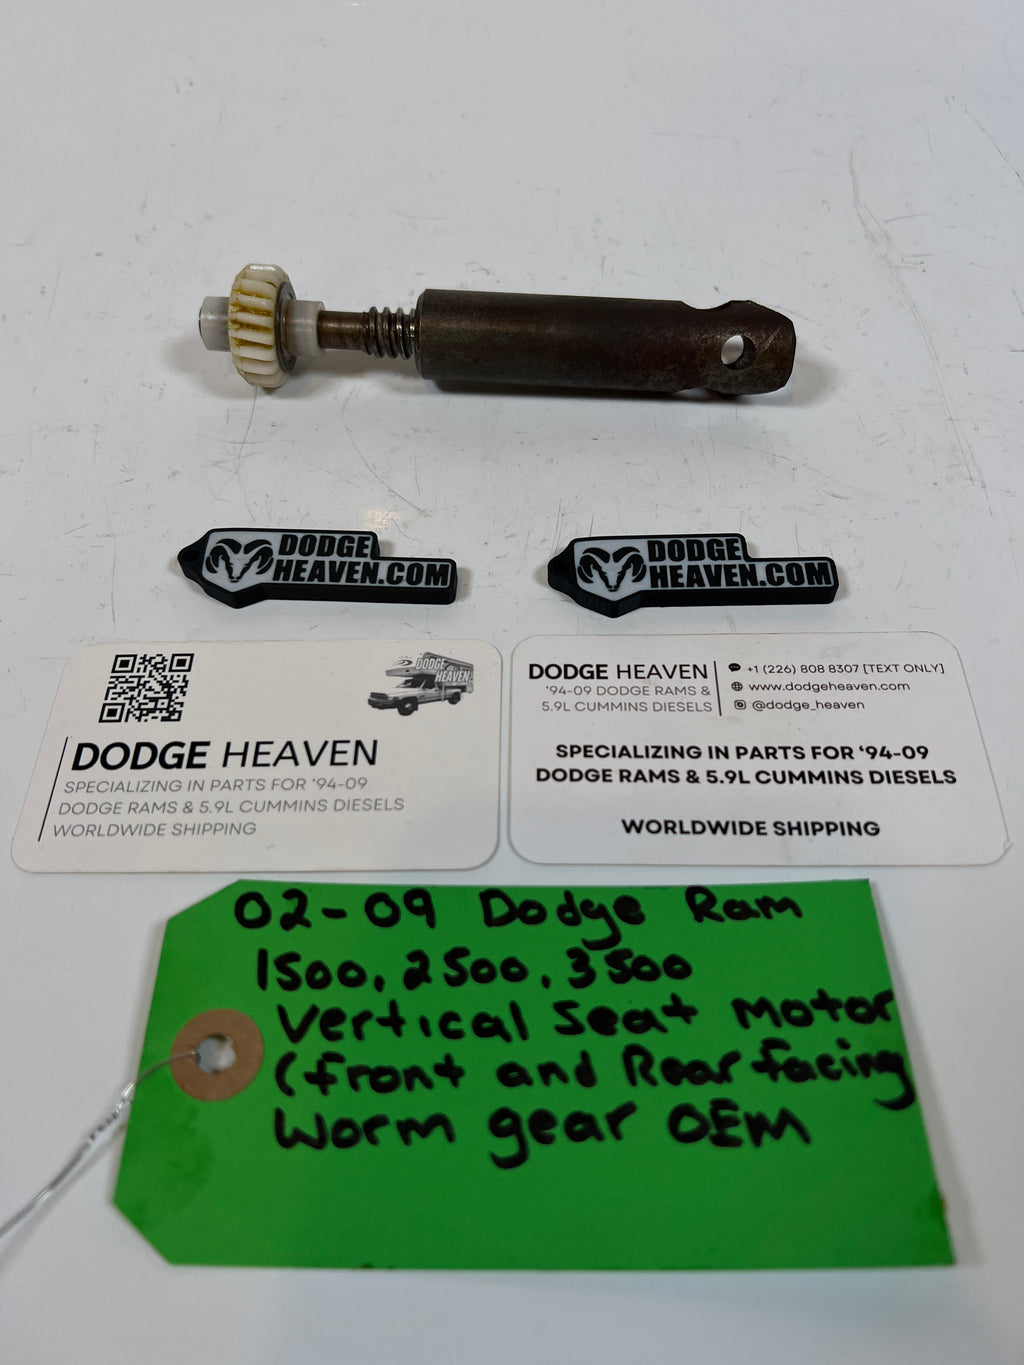 DODGE
HEAVEN.COM
DODGE
HEAVEN.COM
DODGE
HEAVEN
DODGE HEAVEN
SPECIALIZING IN PARTS FOR '94-09
DODGE RAMS & 5.9L CUMMINS DIESELS
WORLDWIDE SHIPPING
DODGE HEAVEN
'94-09 DODGE RAMS &
5.9L CUMMINS DIESELS
+1 (226) 808 8307 [TEXT ONLY]
www.dodgeheaven.com
@dodge_heaven
SPECIALIZING IN PARTS FOR '94-09
DODGE RAMS & 5.9L CUMMINS DIESELS
WORLDWIDE SHIPPING
02-09 Dodge Ram
1500, 2500, 3500
Vertical Seat Motor
(front and Rear facing
Worm gear OEM